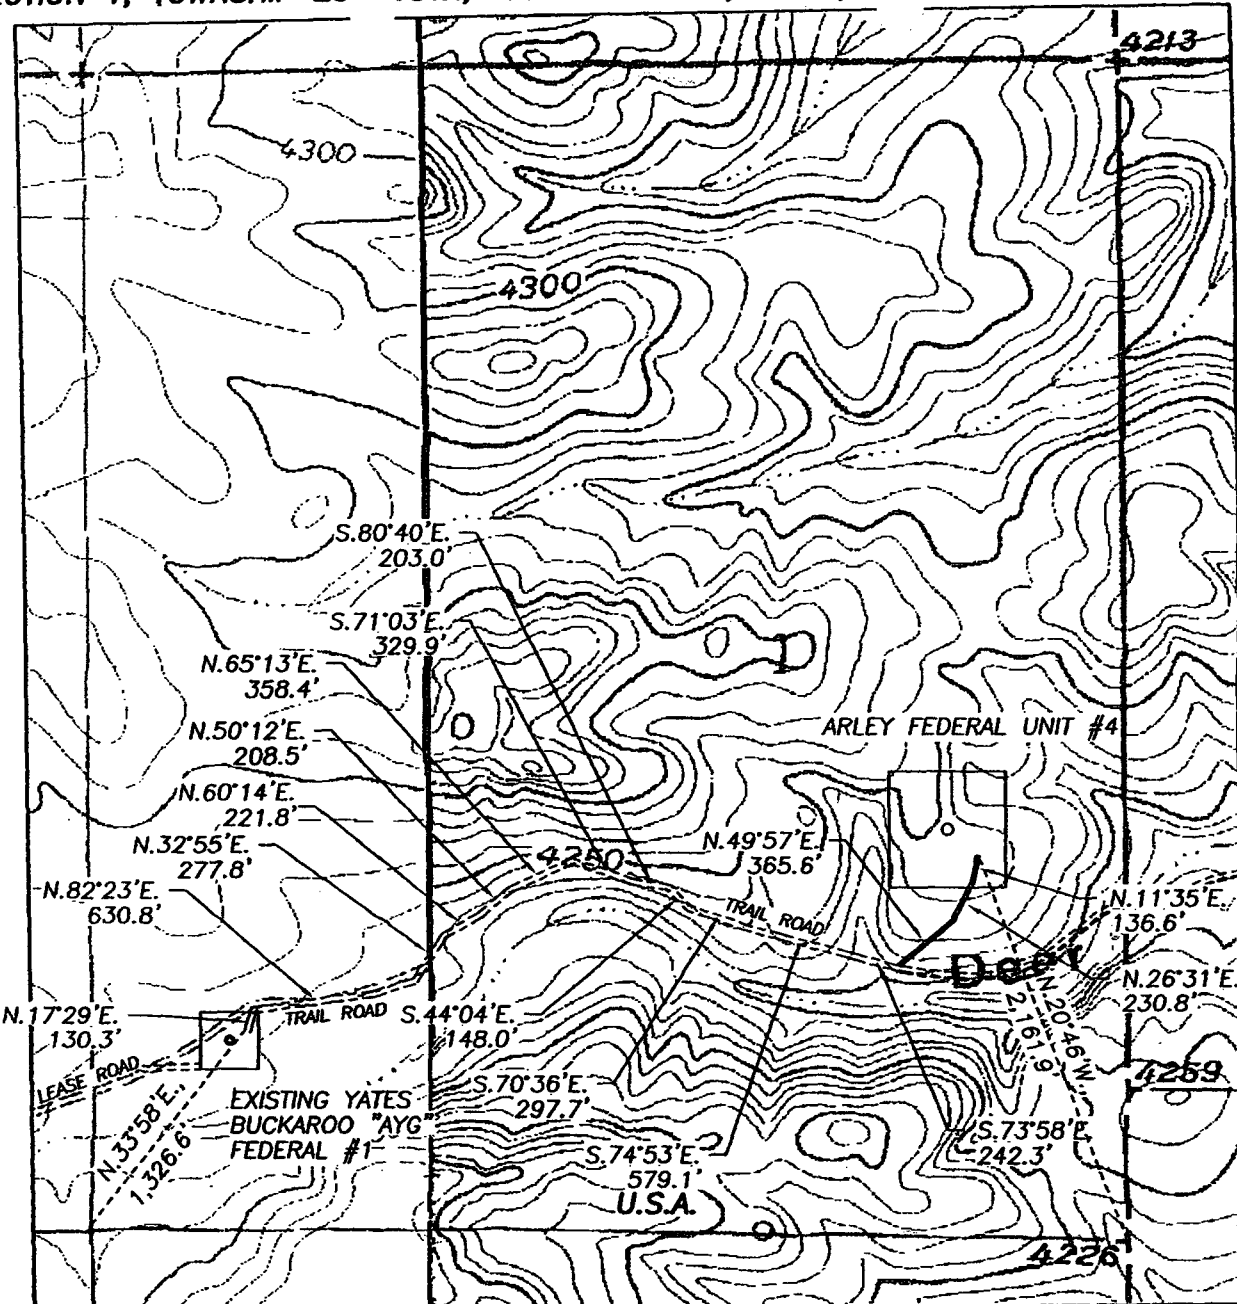 4213
4300
4300
S.80°40'E.
203.0'
S.71°03'E.
329.9'
N.65°13'E.
358.4'
N.50°12'E.
208.5'
N.60°14'E.
221.8'
N.32°55'E.
277.8'
N.82°23'E.
630.8'
ARLEY FEDERAL UNIT #4
4250
N.49°57'E.
365.6'
TRAIL ROAD
N.11°35'E.
136.6'
Deer
N.26°31'E.
230.8'
N.20°46'W.
2,161.9'
N.17°29'E.
130.3'
TRAIL ROAD
S.44°04'E.
148.0'
LEASE ROAD
S.70°36'E.
297.7'
4259
N.33°58'E.
1,326.6'
EXISTING YATES
BUCKAROO "AYG"
FEDERAL #1
S.73°58'E.
242.3'
S.74°53'E.
579.1'
U.S.A.
4226